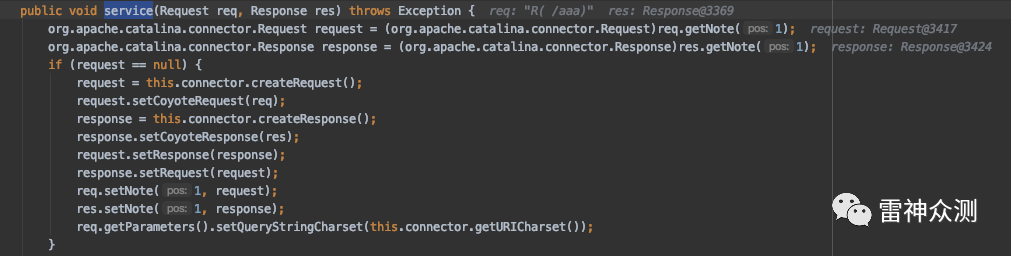 public void service(Request req, Response res) throws Exception {  req: "R( /aaa)"  res: Response@3369
org.apache.catalina.connector.Request request = (org.apache.catalina.connector.Request)req.getNote( pos: 1);  request: Request@3417
org.apache.catalina.connector.Response response = (org.apache.catalina.connector.Response)res.getNote( pos: 1);  response: Response@3424
if (request == null) {
request = this.connector.createRequest();
request.setCoyoteRequest(req);
response = this.connector.createResponse();
response.setCoyoteResponse(res);
request.setResponse(response);
response.setRequest(request);
req.setNote( pos: 1, request);
res.setNote( pos: 1, response);
req.getParameters().setQueryStringCharset(this.connector.getURICharset());
}
雷神众测